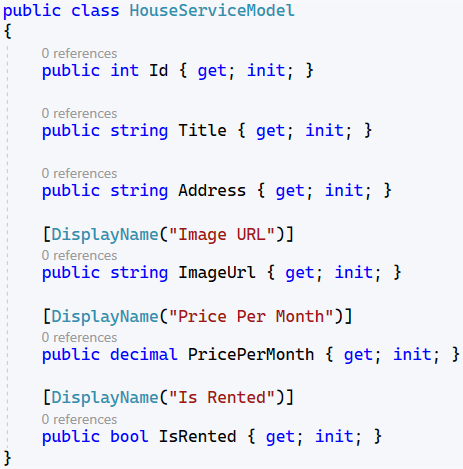 public class HouseServiceModel
{
0 references
public int Id { get; init; }
0 references
public string Title { get; init; }
0 references
public string Address { get; init; }
[DisplayName("Image URL")]
0 references
public string ImageUrl { get; init; }
[DisplayName("Price Per Month")]
0 references
public decimal PricePerMonth { get; init; }
[DisplayName("Is Rented")]
0 references
public bool IsRented { get; init; }
}